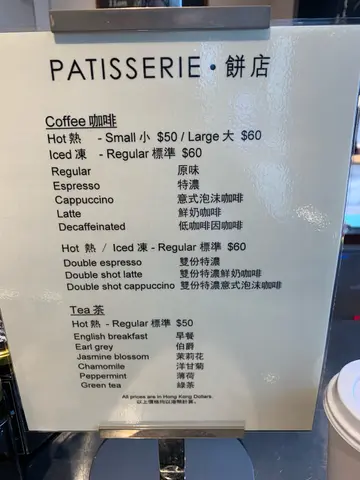 PATISSERIE • 餅店
Coffee 咖啡
Hot 熱 - Small 小 $50 / Large 大 $60
Iced 凍 - Regular 標準 $60
Regular 原味
Espresso 特濃
Cappuccino 意式泡沫咖啡
Latte 鮮奶咖啡
Decaffeinated 低咖啡因咖啡
Hot 熱 / Iced 凍 - Regular 標準 $60
Double espresso 雙份特濃
Double shot latte 雙份特濃鮮奶咖啡
Double shot cappuccino 雙份特濃意式泡沫咖啡
Tea 茶
Hot 熱 - Regular 標準 $50
English breakfast 早餐
Earl grey 伯爵
Jasmine blossom 茉莉花
Chamomile 洋甘菊
Peppermint 薄荷
Green tea 綠茶
All prices are in Hong Kong Dollars.
以上價格均以港幣計算。